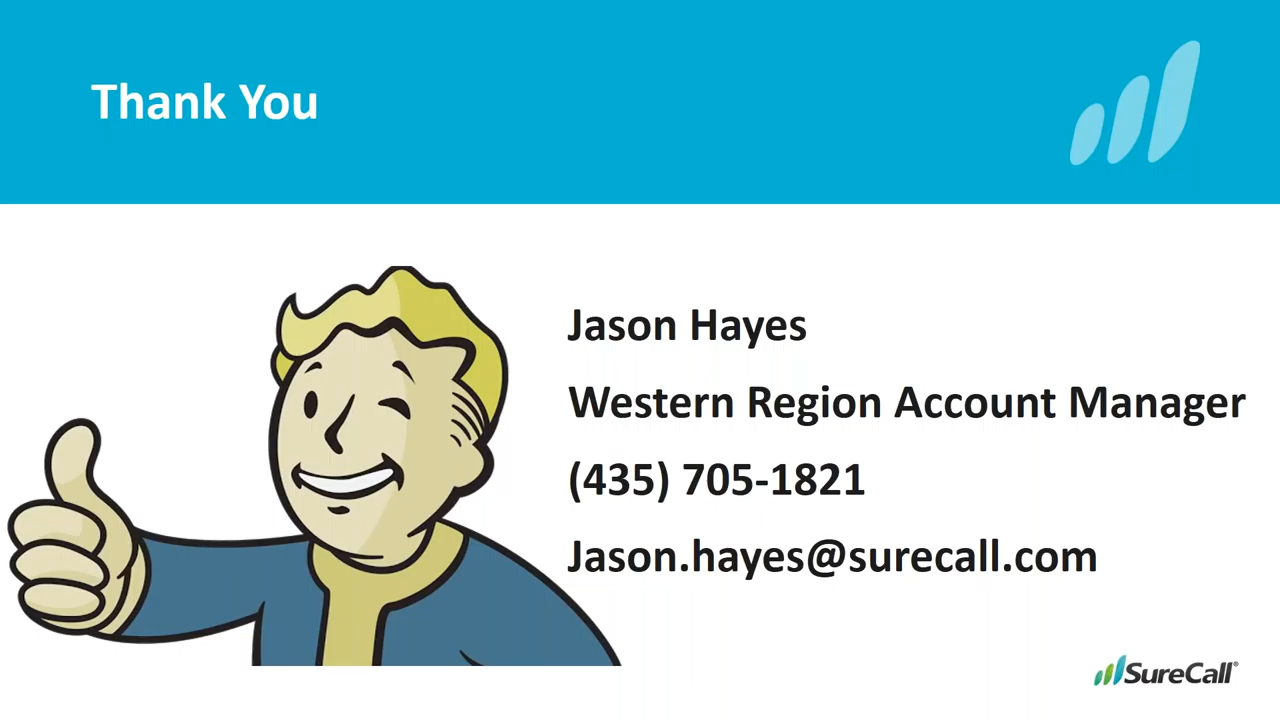 Thank You
Jason Hayes
Western Region Account Manager
(435) 705-1821
Jason.hayes@surecall.com
SureCall®